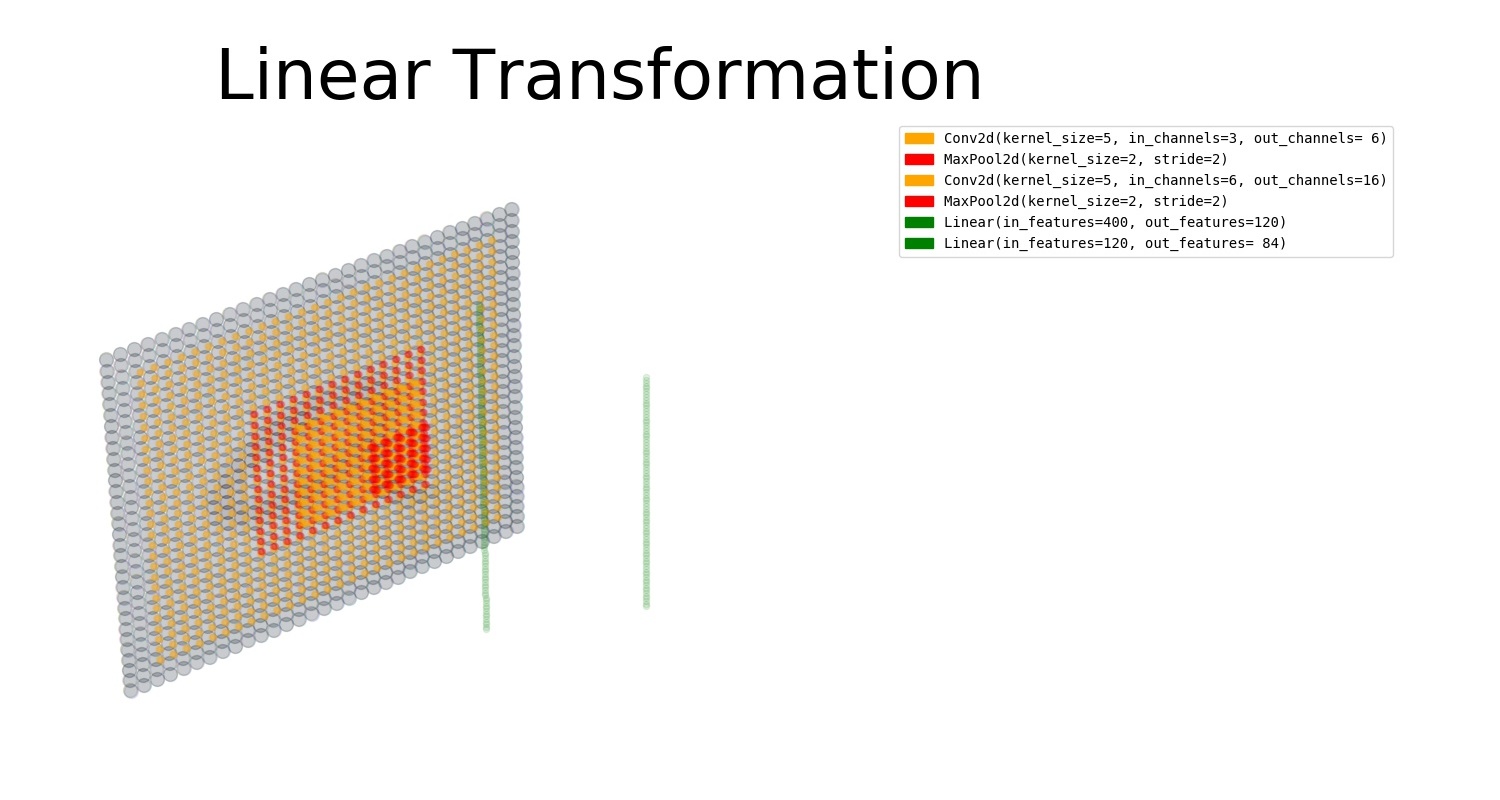 Linear Transformation
Conv2d(kernel_size=5, in_channels=3, out_channels= 6)
MaxPool2d(kernel_size=2, stride=2)
Conv2d(kernel_size=5, in_channels=6, out_channels=16)
MaxPool2d(kernel_size=2, stride=2)
Linear(in_features=400, out_features=120)
Linear(in_features=120, out_features= 84)